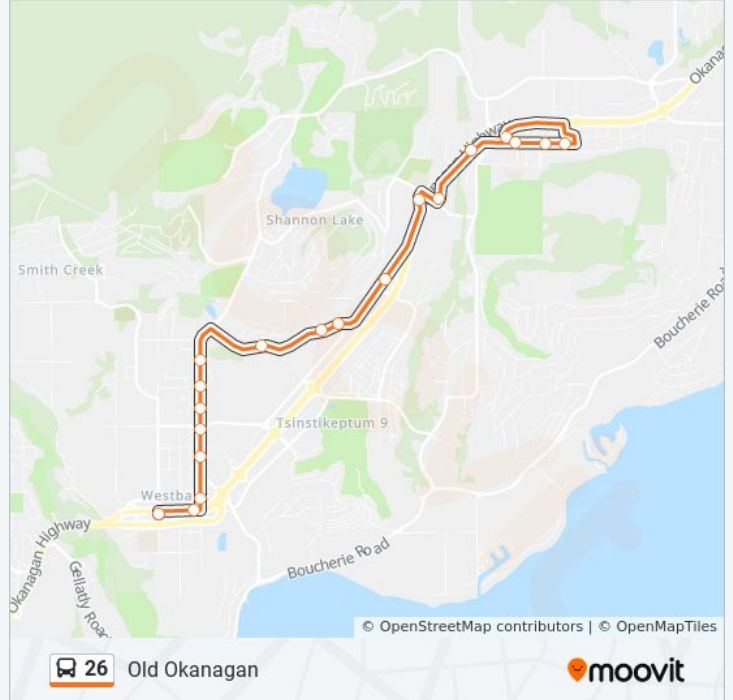 Okanag
Highway
Shannon Lake
Smith Creek
Boucherie Roa
Tsinstikeptum 9
Westba
Okanagan Highway
Boucherie Road
Gellatly Road
© OpenStreetMap contributors | © OpenMapTiles
26 Old Okanagan
moovit